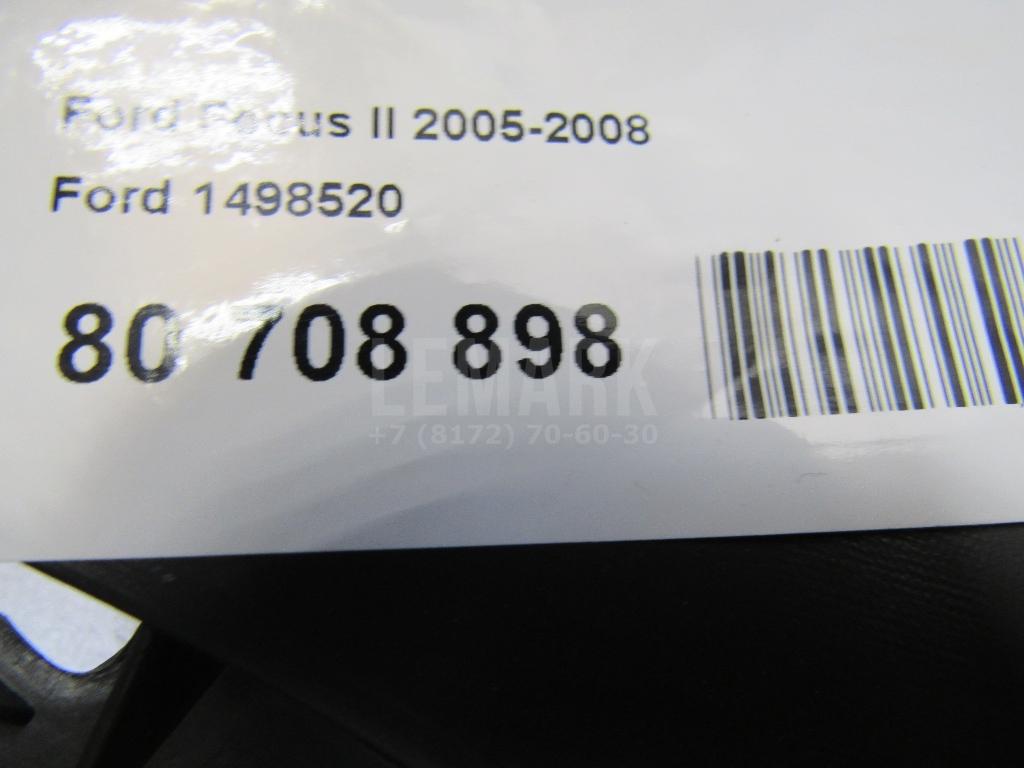 Ford Focus II 2005-2008
Ford 1498520
80 708 898
LEMARK
+7 (8172) 70-60-30